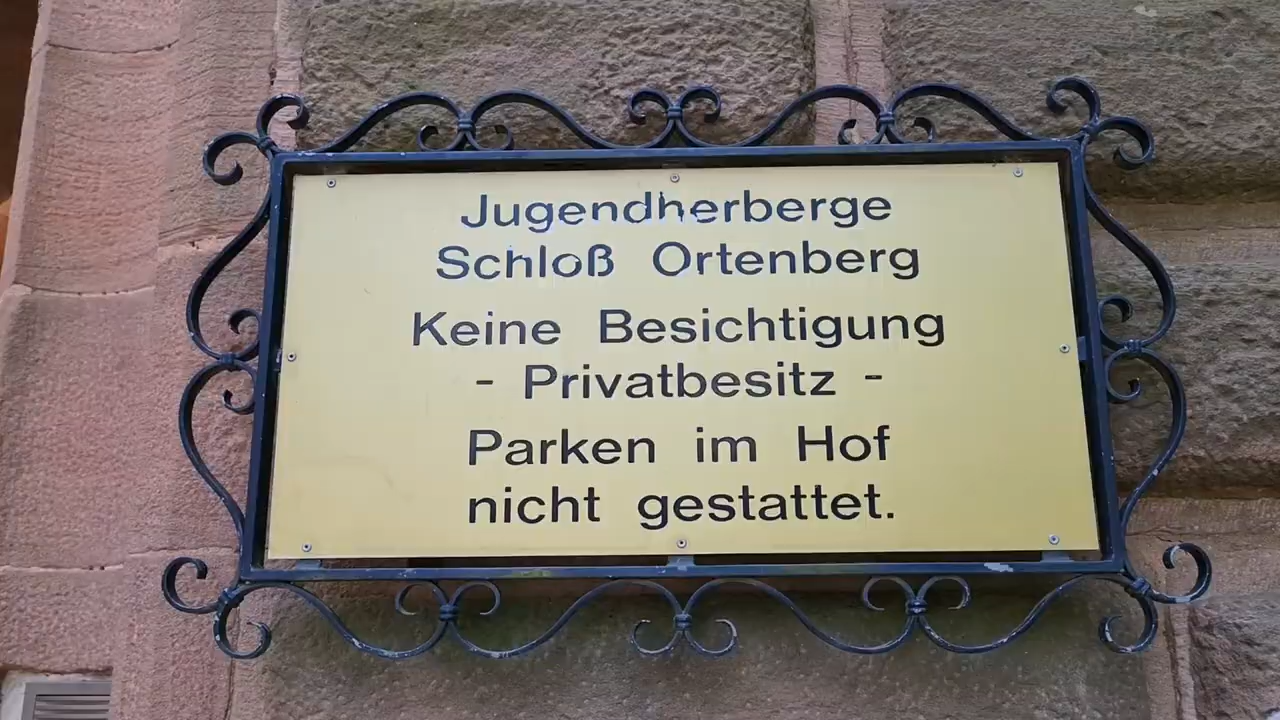 Jugendherberge
Schloß Ortenberg
Keine Besichtigung
- Privatbesitz -
Parken im Hof
nicht gestattet.